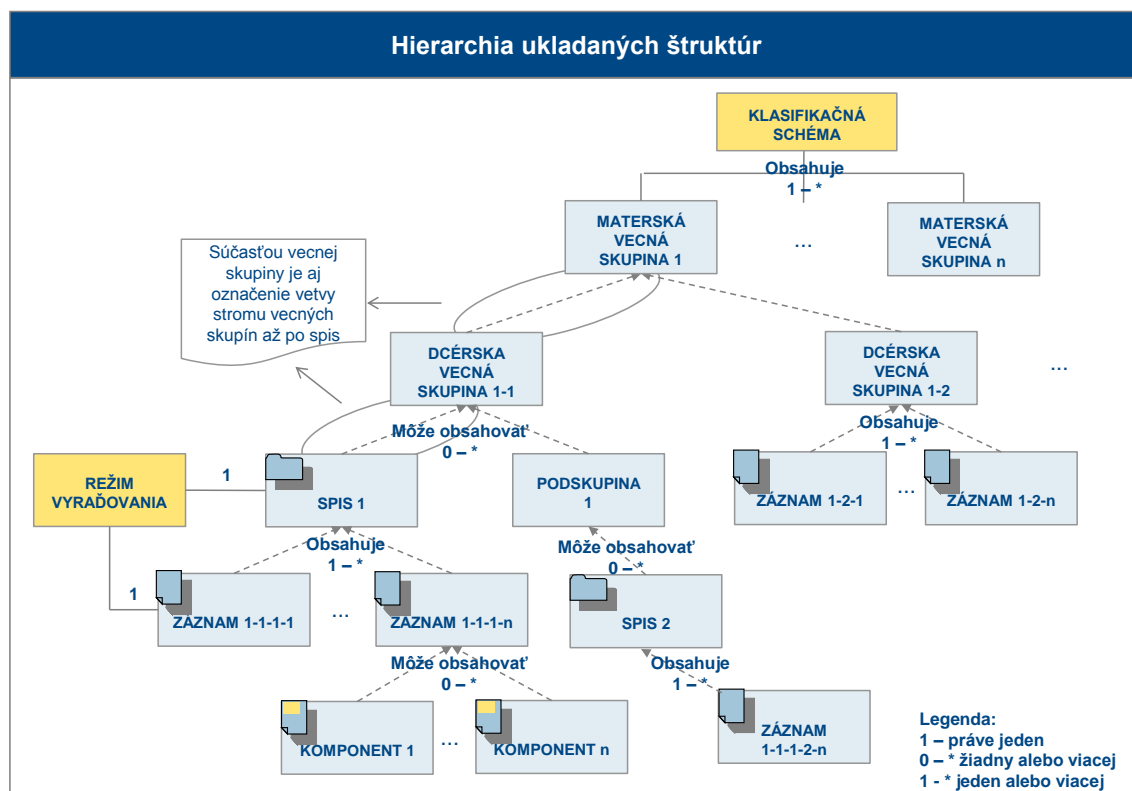 Hierarchia ukladaných štruktúr
KLASIFIKAČNÁ
SCHÉMA
Obsahuje
1 – *
MATERSKÁ
VECNÁ
SKUPINA 1
...
MATERSKÁ
VECNÁ
SKUPINA n
Súčasťou vecnej
skupiny je aj
označenie vetvy
stromu vecných
skupín až po spis
DCÉRSKA
VECNÁ
SKUPINA 1-1
DCÉRSKA
VECNÁ
SKUPINA 1-2
...
Môže obsahovať
0 – *
Obsahuje
1 – *
REŽIM
VYRAĎOVANIA
1
SPIS 1
PODSKUPINA
1
ZÁZNAM 1-2-1
...
ZÁZNAM 1-2-n
Obsahuje
1 – *
Môže obsahovať
0 – *
1
ZÁZNAM 1-1-1-1
...
ZÁZNAM 1-1-1-n
SPIS 2
Môže obsahovať
0 – *
Obsahuje
1 – *
KOMPONENT 1
...
KOMPONENT n
ZÁZNAM
1-1-1-2-n
Legenda:
1 – práve jeden
0 – * žiadny alebo viacej
1 - * jeden alebo viacej